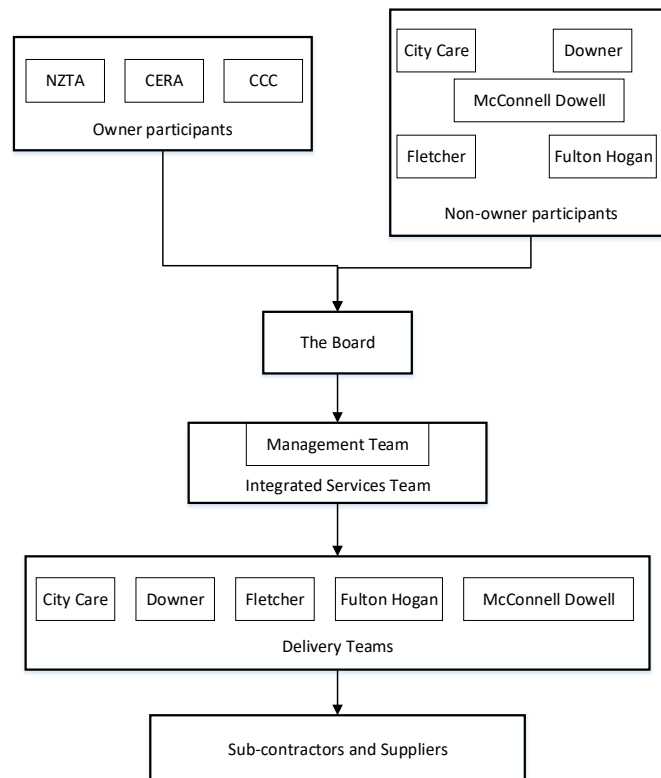 NZTA
CERA
CCC
Owner participants
City Care
Downer
McConnell Dowell
Fletcher
Fulton Hogan
Non-owner participants
The Board
Management Team
Integrated Services Team
City Care
Downer
Fletcher
Fulton Hogan
McConnell Dowell
Delivery Teams
Sub-contractors and Suppliers